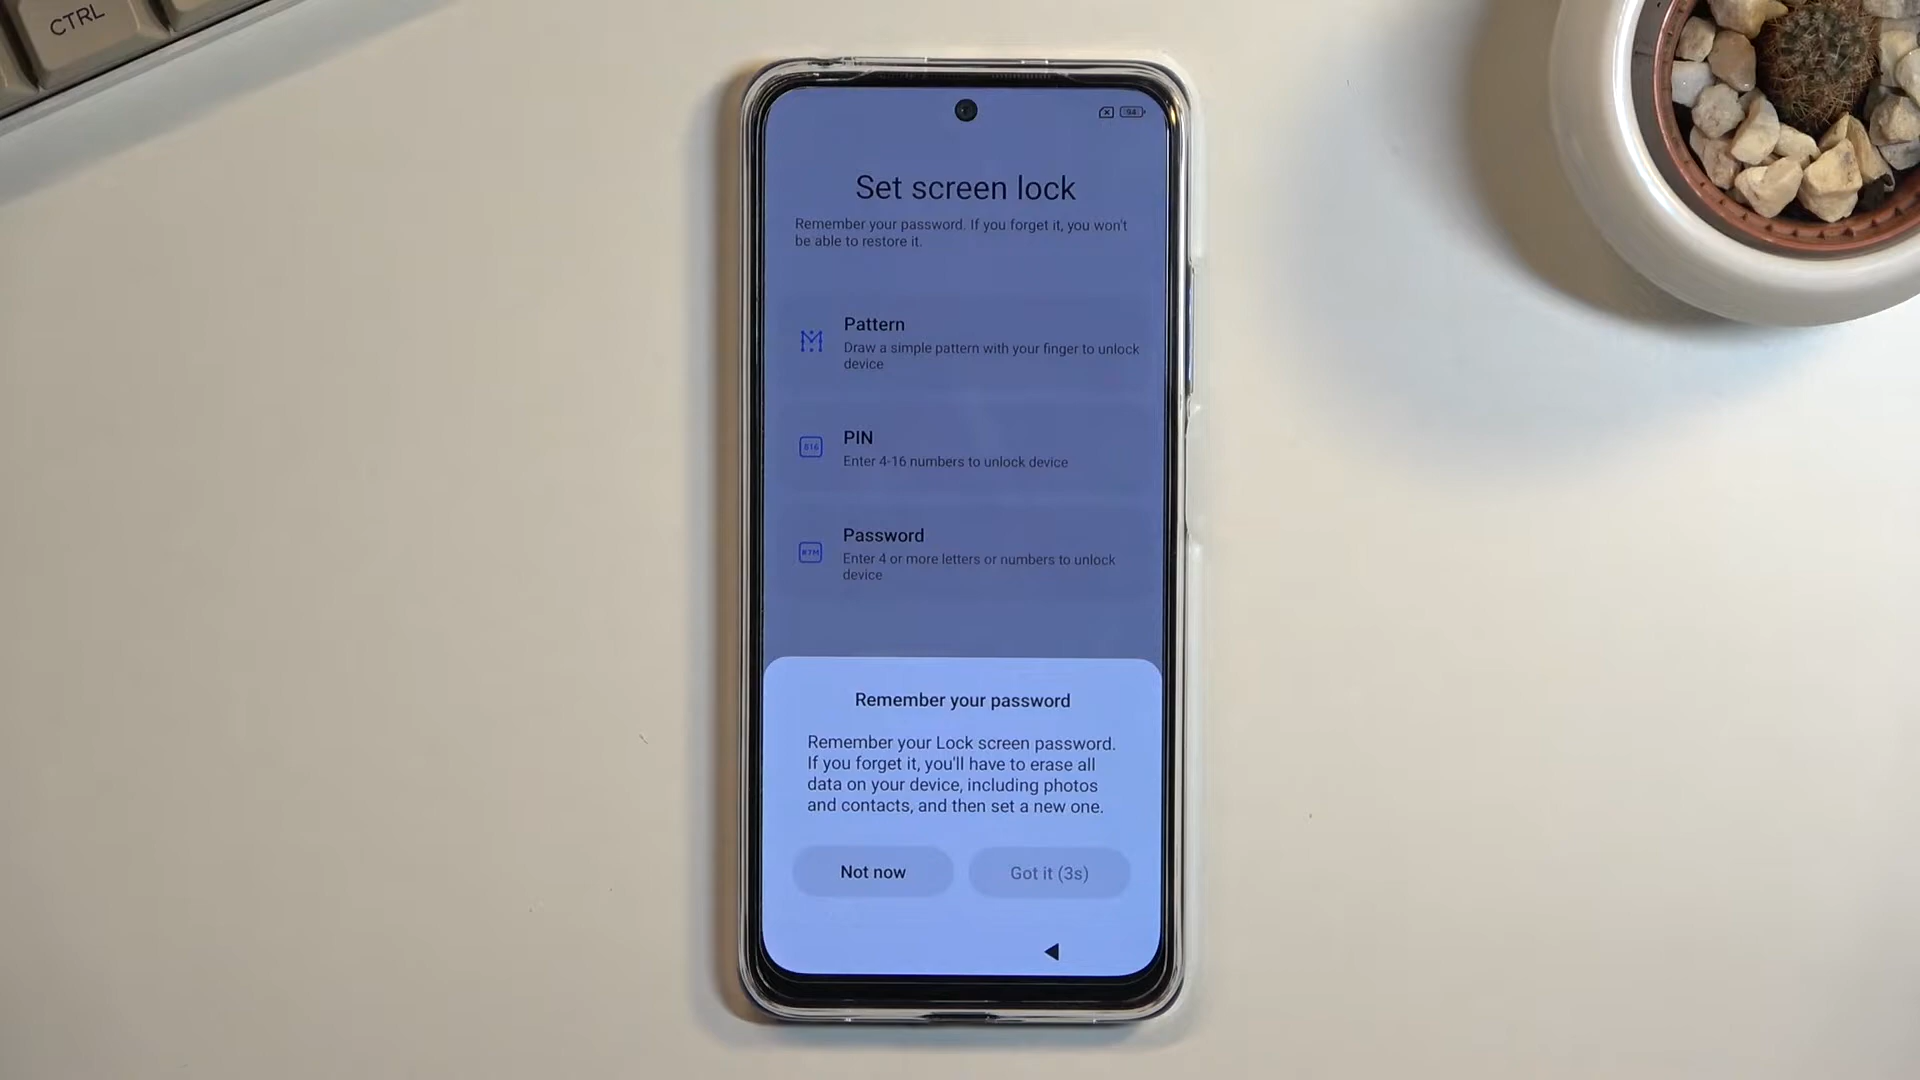 CTRL
94
Set screen lock
Remember your password. If you forget it, you won't
be able to restore it.
Pattern
Draw a simple pattern with your finger to unlock
device
PIN
Enter 4-16 numbers to unlock device
Password
Enter 4 or more letters or numbers to unlock
device
Remember your password
Remember your Lock screen password.
If you forget it, you'll have to erase all
data on your device, including photos
and contacts, and then set a new one.
Not now
Got it (3s)